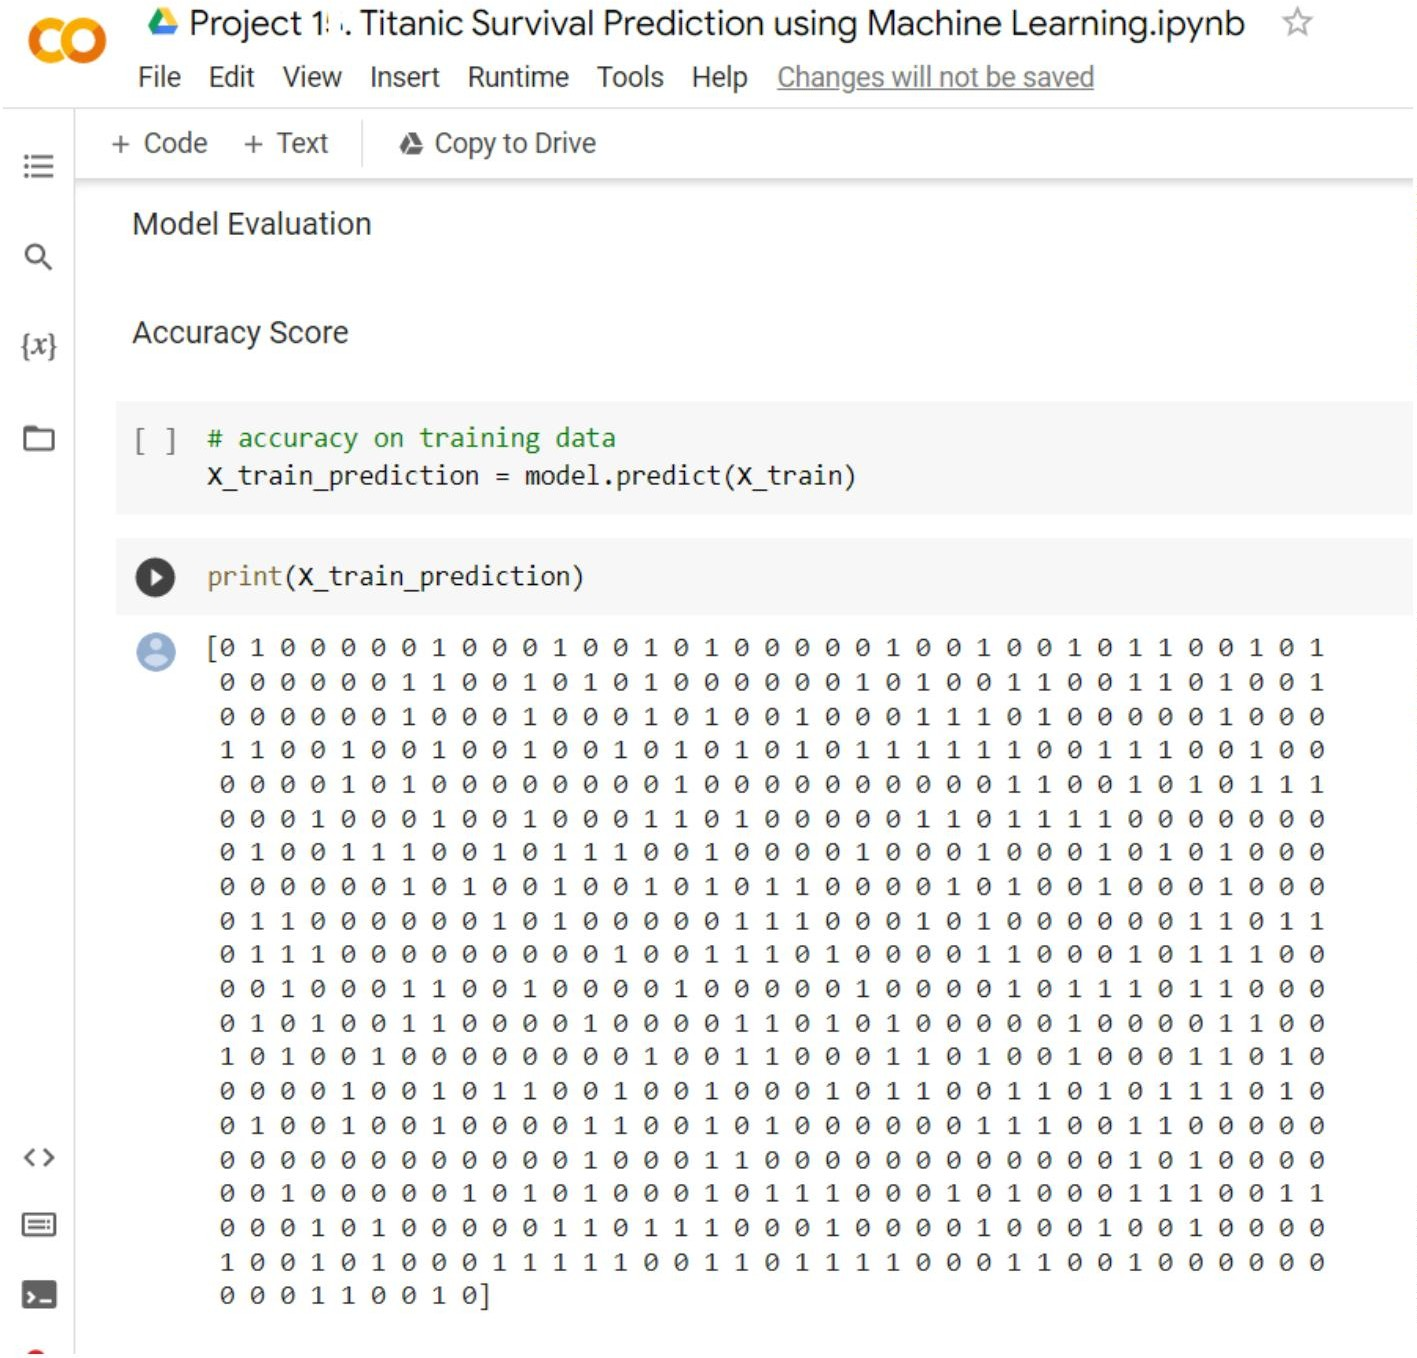 Project 15. Titanic Survival Prediction using Machine Learning.ipynb
File Edit View Insert Runtime Tools Help Changes will not be saved
+ Code + Text Copy to Drive
Model Evaluation
{x}
Accuracy Score
[ ] # accuracy on training data
X_train_prediction = model.predict(X_train)
print(X_train_prediction)
[0 1 0 0 0 0 0 1 0 0 0 1 0 0 1 0 1 0 0 0 0 0 1 0 0 1 0 0 1 0 1 1 0 0 1 0 1
0 0 0 0 0 0 1 1 0 0 1 0 1 0 1 0 0 0 0 0 0 1 0 1 0 0 1 1 0 0 1 1 0 1 0 0 1
0 0 0 0 0 0 1 0 0 0 1 0 0 0 1 0 1 0 0 1 0 0 0 1 1 1 0 1 0 0 0 0 0 1 0 0 0
1 1 0 0 1 0 0 1 0 0 1 0 0 1 0 1 0 1 0 1 0 1 1 1 1 1 1 0 0 1 1 1 0 0 1 0 0
0 0 0 0 1 0 1 0 0 0 0 0 0 0 0 1 0 0 0 0 0 0 0 0 0 0 1 1 0 0 1 0 1 0 1 1 1
0 0 0 1 0 0 0 1 0 0 1 0 0 0 1 1 0 1 0 0 0 0 0 1 1 0 1 1 1 1 0 0 0 0 0 0 0
0 1 0 0 1 1 1 0 0 1 0 1 1 1 0 0 1 0 0 0 0 1 0 0 0 1 0 0 0 1 0 1 0 1 0 0 0
0 0 0 0 0 0 1 0 1 0 0 1 0 0 1 0 1 0 1 1 0 0 0 0 1 0 1 0 0 1 0 0 0 1 0 0 0
0 1 1 0 0 0 0 0 0 1 0 1 0 0 0 0 0 1 1 1 0 0 0 1 0 1 0 0 0 0 0 0 1 1 0 1 1
0 1 1 1 0 0 0 0 0 0 0 0 0 1 0 0 1 1 1 0 1 0 0 0 0 1 1 0 0 0 1 0 1 1 1 0 0
0 0 1 0 0 0 1 1 0 0 1 0 0 0 0 1 0 0 0 0 0 1 0 0 0 0 1 0 1 1 1 0 1 1 0 0 0
0 1 0 1 0 0 1 1 0 0 0 0 1 0 0 0 0 1 1 0 1 0 1 0 0 0 0 0 1 0 0 0 0 1 1 0 0
1 0 1 0 0 1 0 0 0 0 0 0 0 0 1 0 0 1 1 0 0 0 1 1 0 1 0 0 1 0 0 0 1 1 0 1 0
0 0 0 0 1 0 0 1 0 1 1 0 0 1 0 0 1 0 0 0 1 0 1 1 0 0 1 1 0 1 0 1 1 1 0 1 0
0 1 0 0 1 0 0 1 0 0 0 0 1 1 0 0 1 0 1 0 0 0 0 0 0 1 1 1 0 0 1 1 0 0 0 0 0
0 0 0 0 0 0 0 0 0 0 0 0 1 0 0 0 1 1 0 0 0 0 0 0 0 0 0 0 0 0 1 0 1 0 0 0 0
0 0 1 0 0 0 0 0 1 0 1 0 1 0 0 0 1 0 1 1 1 0 0 0 1 0 1 0 0 0 1 1 1 0 0 1 1
0 0 0 1 0 1 0 0 0 0 0 1 1 0 1 1 1 0 0 0 1 0 0 0 0 1 0 0 0 1 0 0 1 0 0 0 0
1 0 0 1 0 1 0 0 0 1 1 1 1 1 0 0 1 1 0 1 1 1 1 0 0 0 1 1 0 0 1 0 0 0 0 0 0
0 0 0 1 1 0 0 1 0]